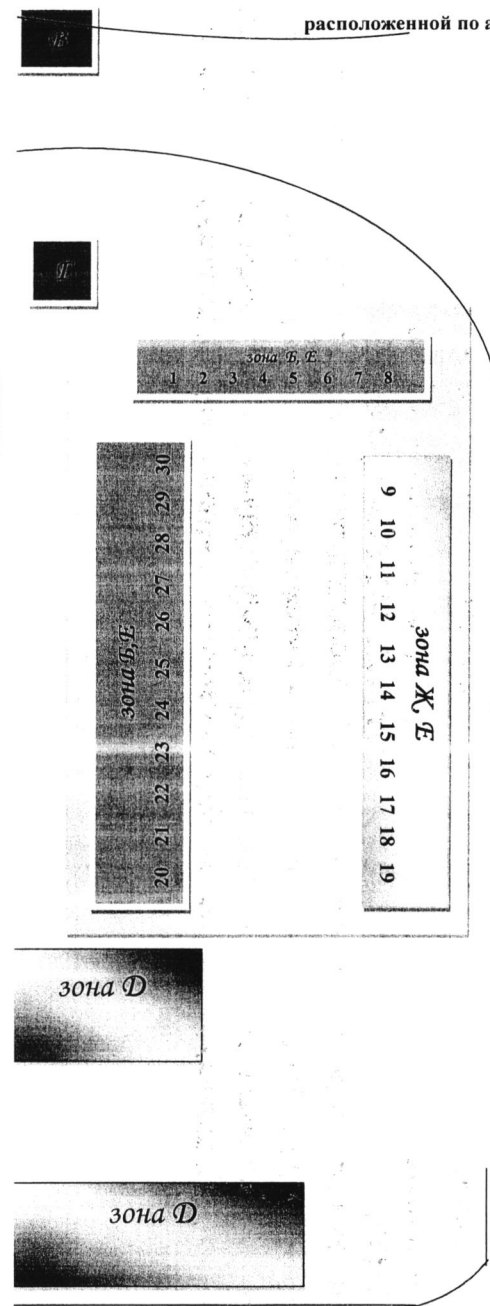 расположенной по а
зона Б, Е
1 2 3 4 5 6 7 8
30 29 28 27 26 25 24 23 22 21 20
зона Б,Е
9 10 11 12 13 14 15 16 17 18 19
зона Ж, Е
зона D
зона D